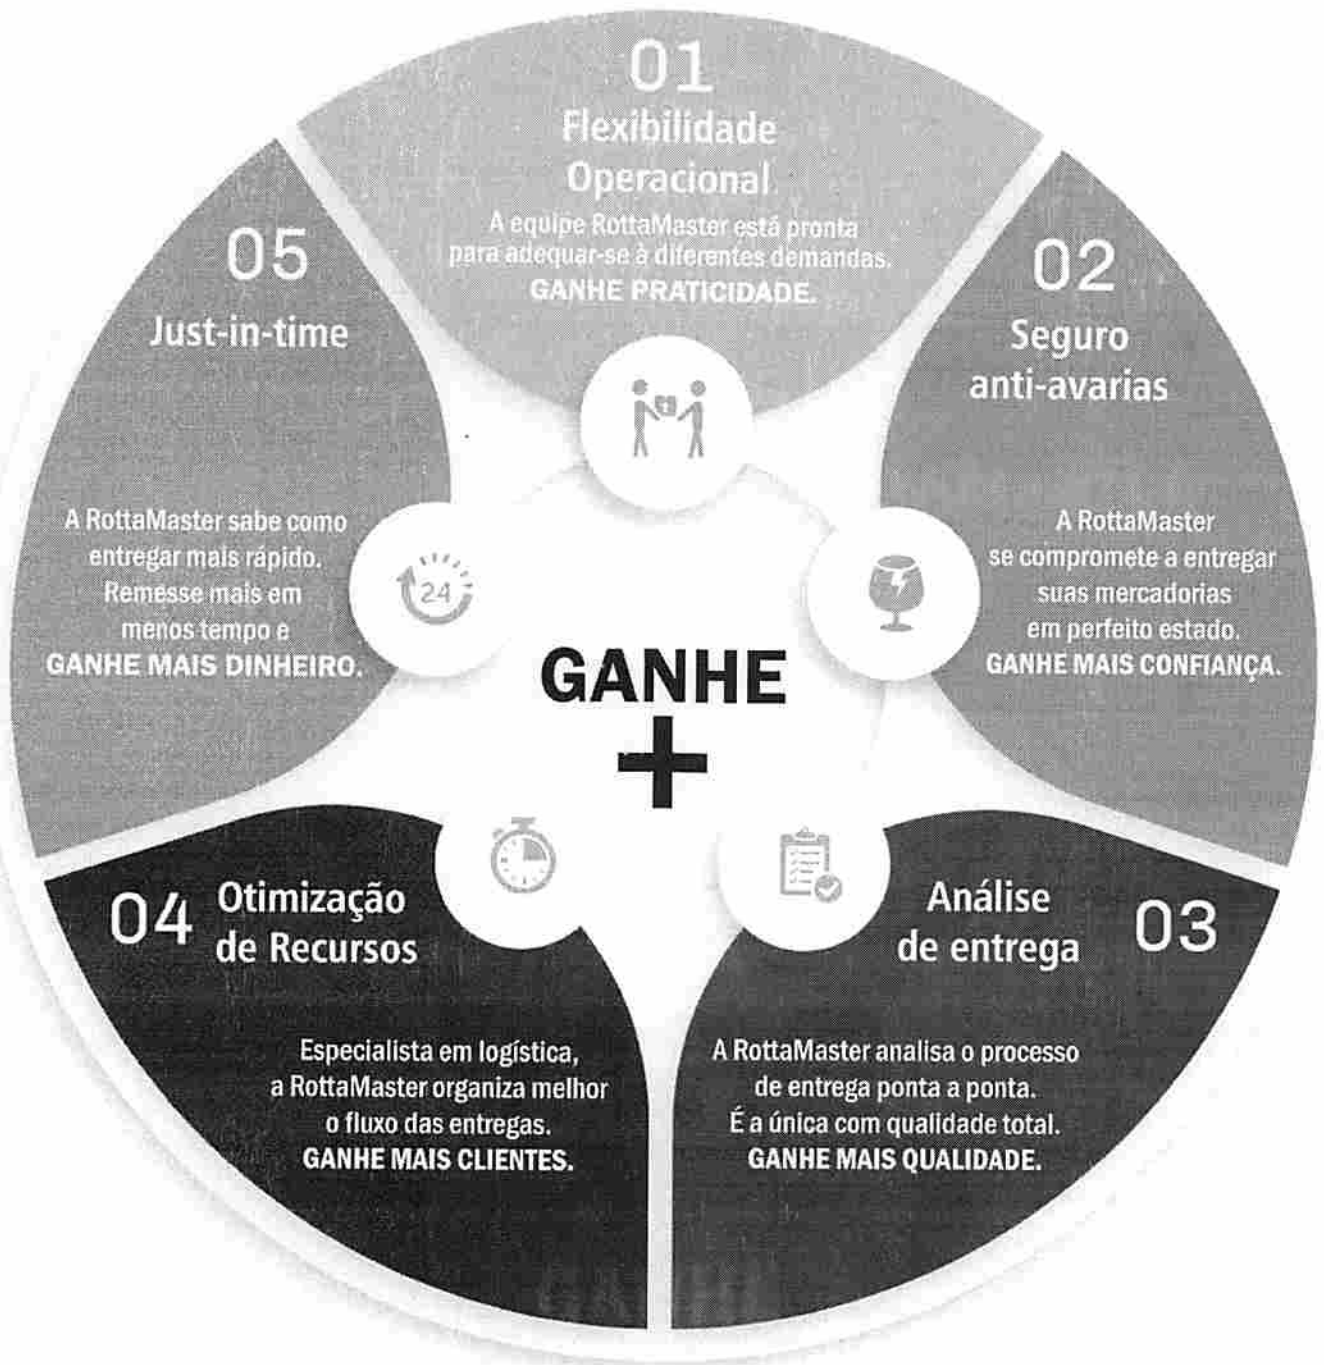 01
Flexibilidade
Operacional
A equipe RottaMaster está pronta
para adequar-se à diferentes demandas.
GANHE PRATICIDADE.
02
Seguro
anti-avarias
A RottaMaster
se compromete a entregar
suas mercadorias
em perfeito estado.
GANHE MAIS CONFIANÇA.
03
Análise
de entrega
A RottaMaster analisa o processo
de entrega ponta a ponta.
É a única com qualidade total.
GANHE MAIS QUALIDADE.
04
Otimização
de Recursos
Especialista em logística,
a RottaMaster organiza melhor
o fluxo das entregas.
GANHE MAIS CLIENTES.
05
Just-in-time
A RottaMaster sabe como
entregar mais rápido.
Remesse mais em
menos tempo e
GANHE MAIS DINHEIRO.
24
GANHE
+